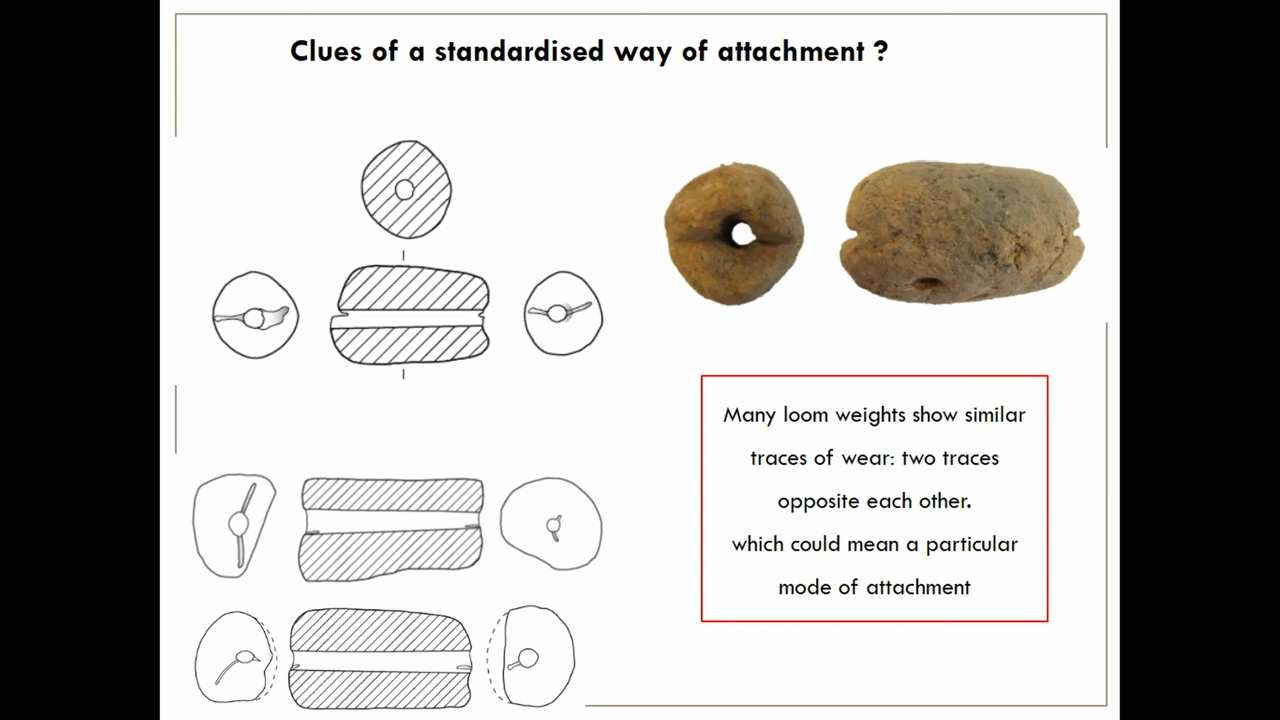 Clues of a standardised way of attachment ?
Many loom weights show similar
traces of wear: two traces
opposite each other.
which could mean a particular
mode of attachment